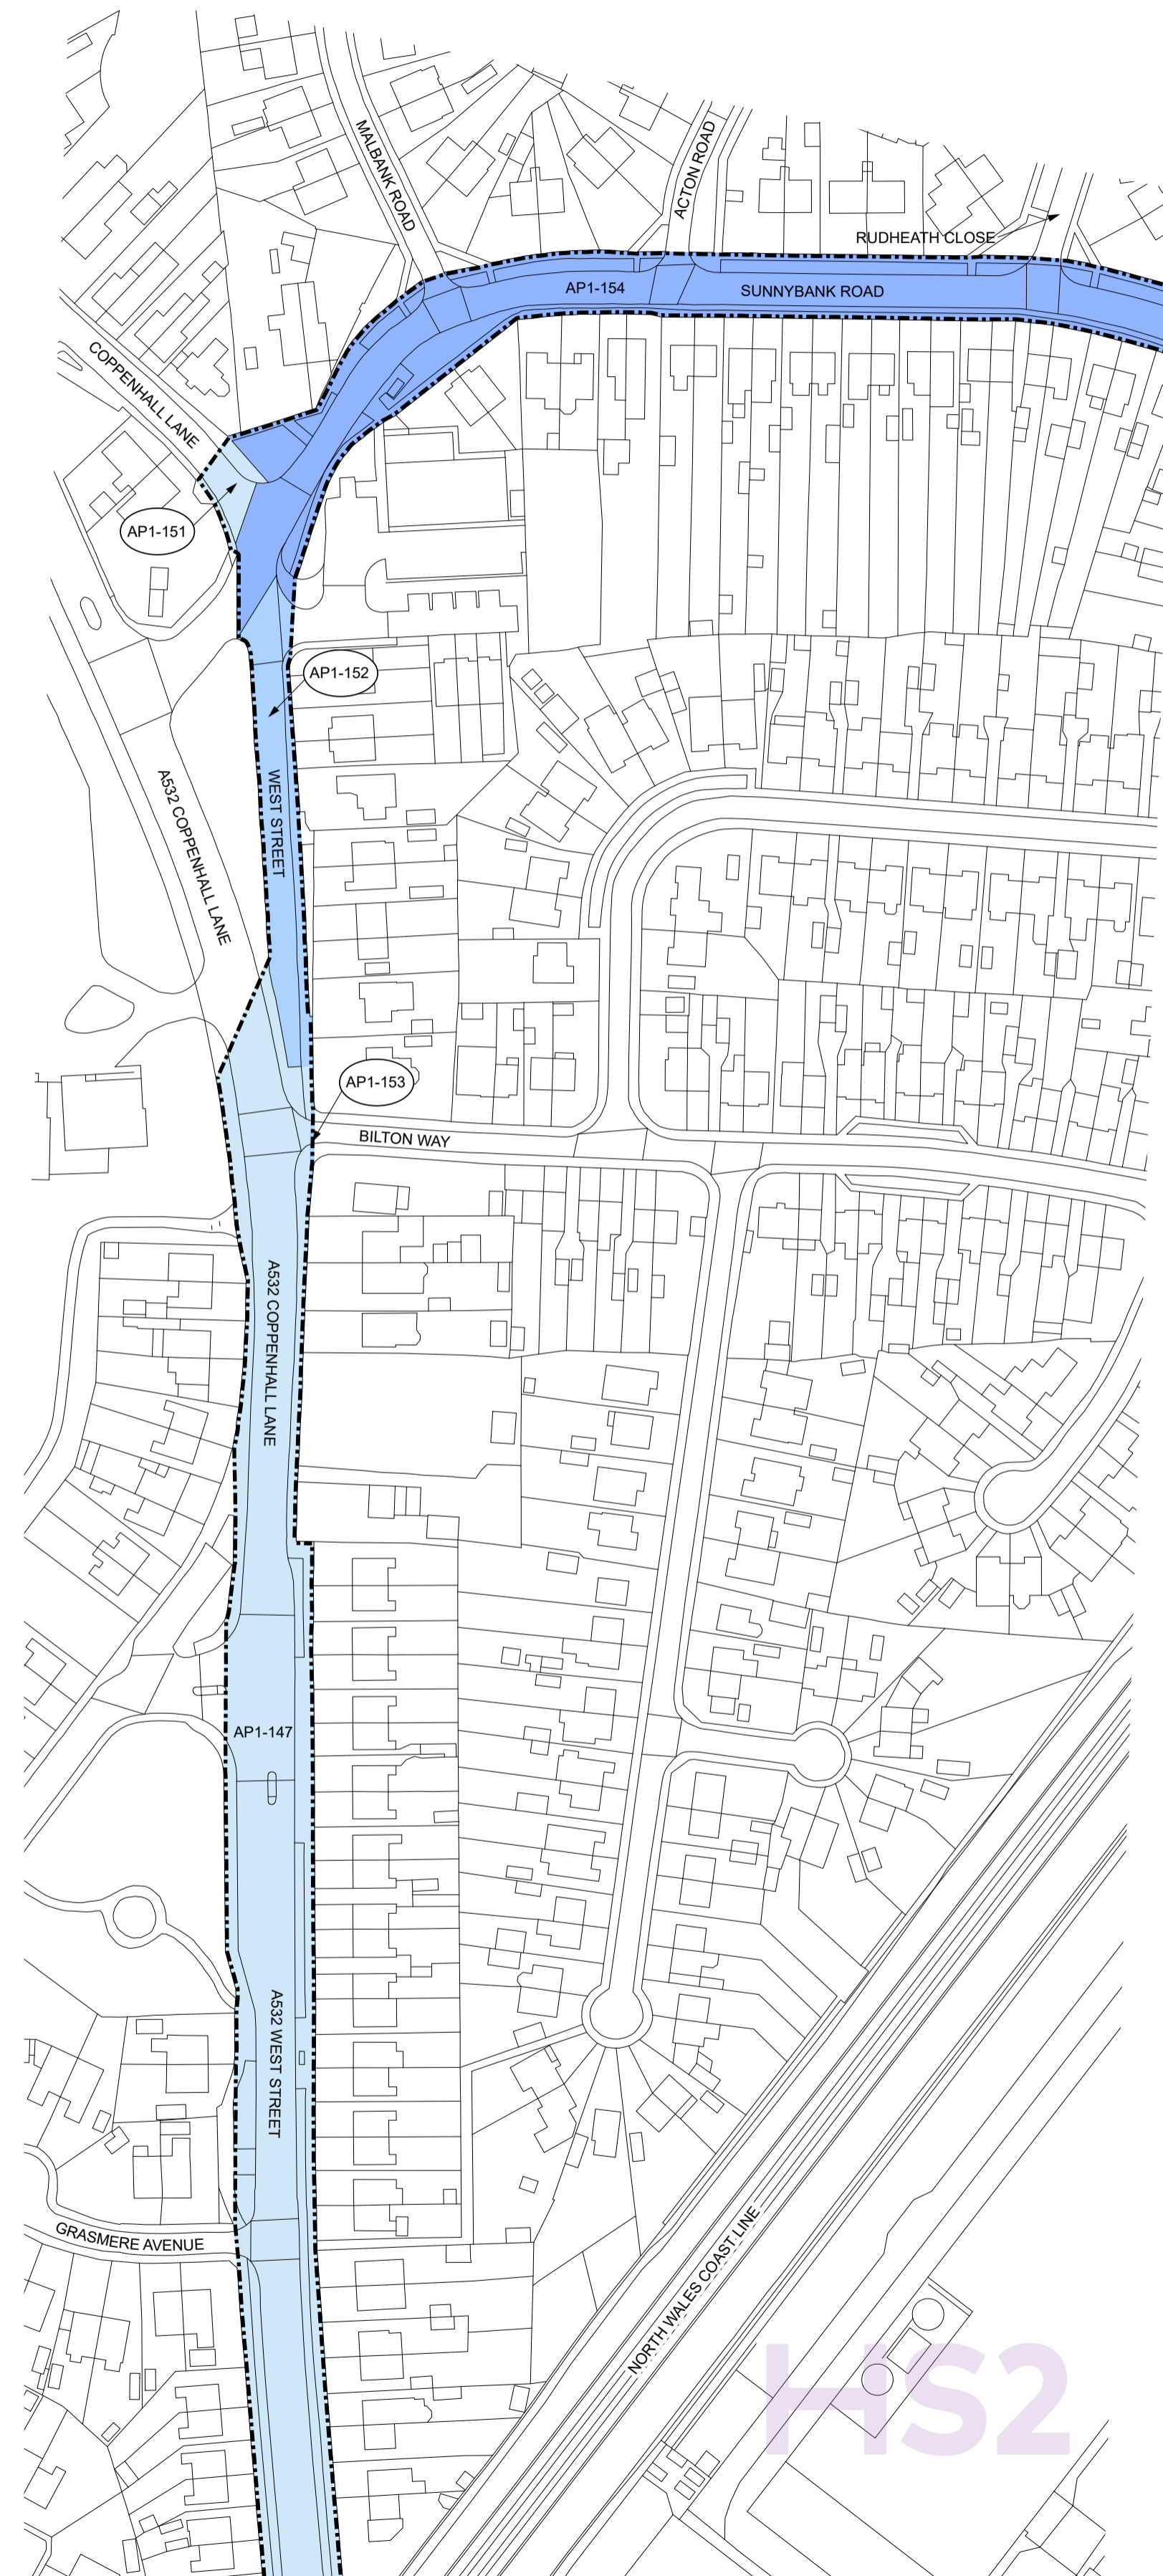 MALBANK ROAD
ACTON ROAD
RUDHEATH CLOSE
AP1-154
SUNNYBANK ROAD
COPPENHALL LANE
AP1-151
AP1-152
WEST STREET
A532 COPPENHALL LANE
AP1-153
BILTON WAY
A532 COPPENHALL LANE
AP1-147
A532 WEST STREET
GRASMERE AVENUE
NORTH WALES COAST LINE
HS2